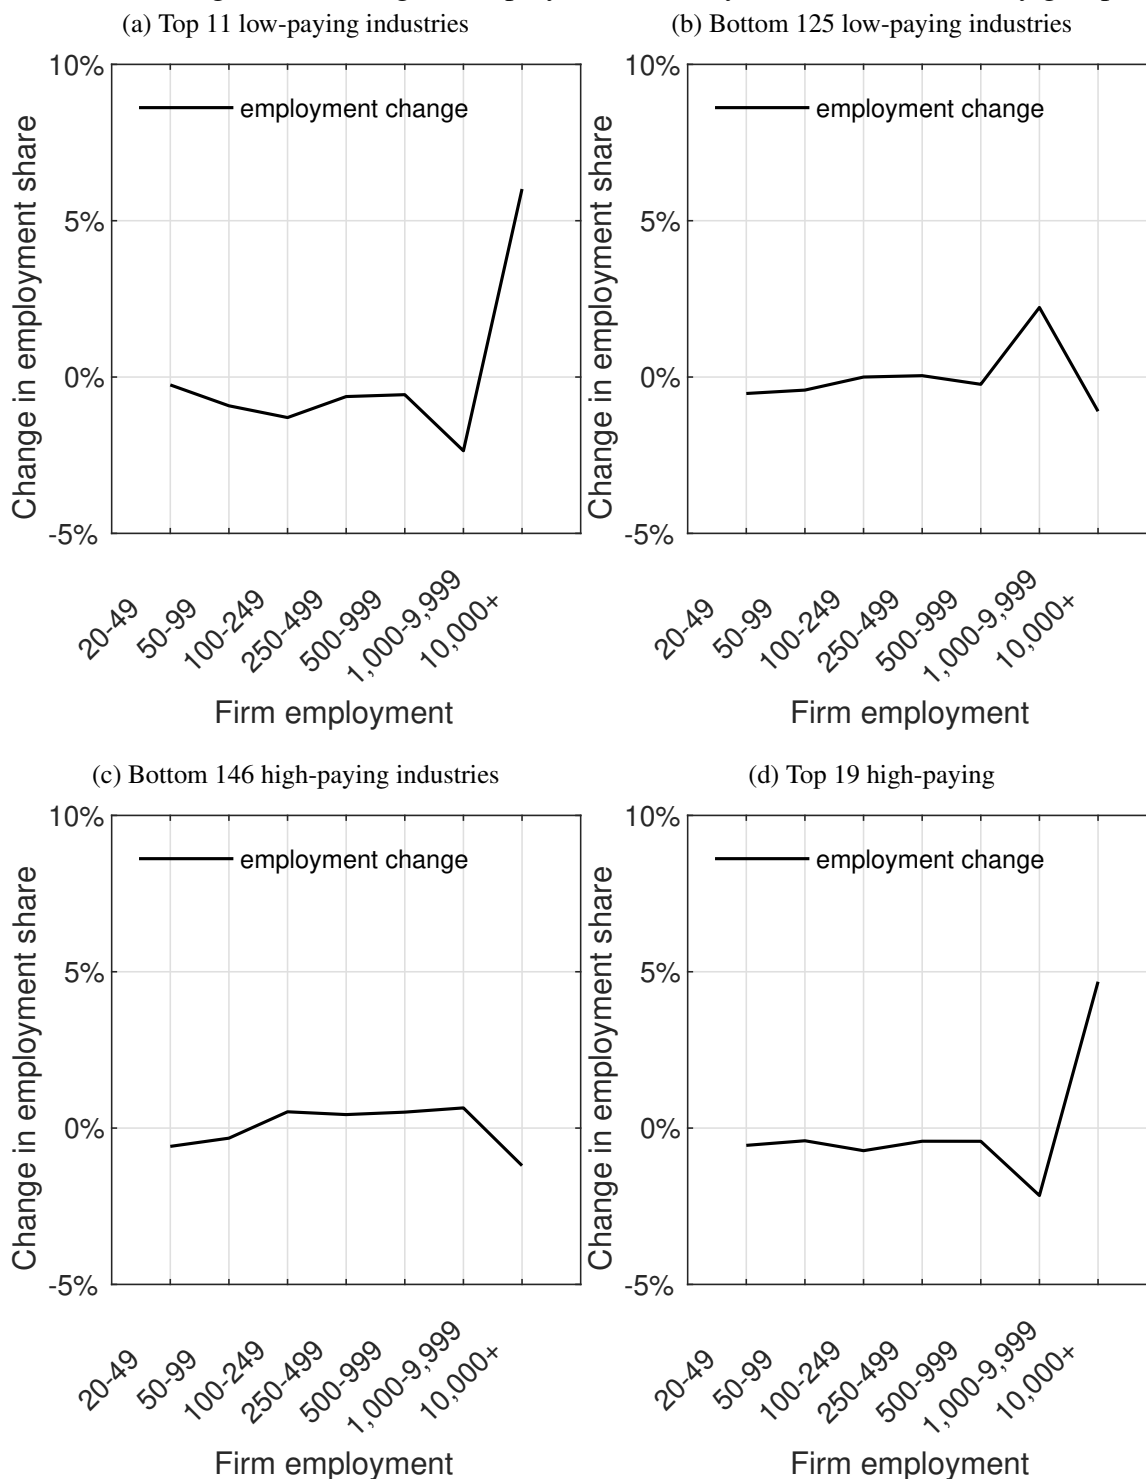 (a) Top 11 low-paying industries
10%
5%
0%
-5%
employment change
Change in employment share
20-49
50-99
100-249
250-499
500-999
1,000-9,999
10,000+
Firm employment
(b) Bottom 125 low-paying industries
10%
5%
0%
-5%
employment change
Change in employment share
20-49
50-99
100-249
250-499
500-999
1,000-9,999
10,000+
Firm employment
(c) Bottom 146 high-paying industries
10%
5%
0%
-5%
employment change
Change in employment share
20-49
50-99
100-249
250-499
500-999
1,000-9,999
10,000+
Firm employment
(d) Top 19 high-paying
10%
5%
0%
-5%
employment change
Change in employment share
20-49
50-99
100-249
250-499
500-999
1,000-9,999
10,000+
Firm employment